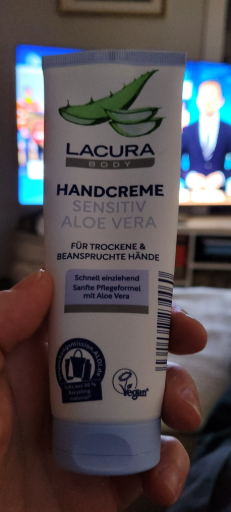 LACURA
BODY
HANDCREME
SENSITIV
ALOE VERA
FÜR TROCKENE &
BEANSPRUCHTE HÄNDE
Schnell einziehend
Sanfte Pflegeformel
mit Aloe Vera
Vegan